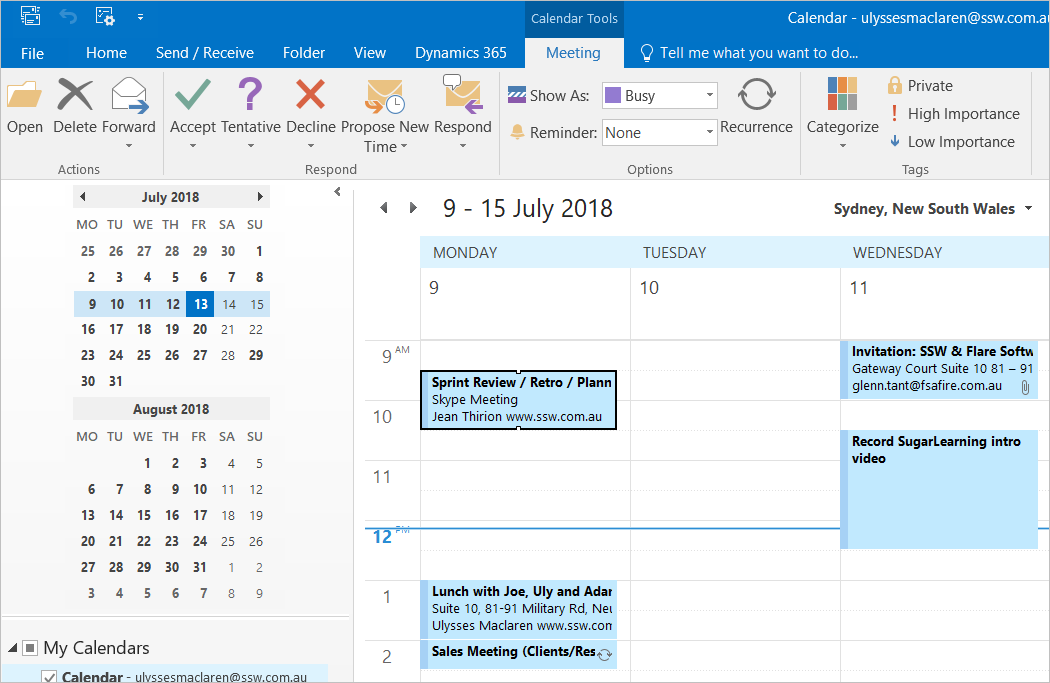 Calendar Tools
Calendar - ulyssesmaclaren@ssw.com.au
File Home Send / Receive Folder View Dynamics 365 Meeting Tell me what you want to do...
Open Delete Forward
Actions
Accept Tentative Decline Propose New Time Respond
Respond
Show As: Busy
Reminder: None
Recurrence
Options
Categorize
Private
High Importance
Low Importance
Tags
July 2018
MO TU WE TH FR SA SU
25 26 27 28 29 30 1
2 3 4 5 6 7 8
9 10 11 12 13 14 15
16 17 18 19 20 21 22
23 24 25 26 27 28 29
30 31
August 2018
MO TU WE TH FR SA SU
1 2 3 4 5
6 7 8 9 10 11 12
13 14 15 16 17 18 19
20 21 22 23 24 25 26
27 28 29 30 31 1 2
3 4 5 6 7 8 9
My Calendars
Calendar - ulyssesmaclaren@ssw.com.au
9 - 15 July 2018
Sydney, New South Wales
MONDAY TUESDAY WEDNESDAY
9 10 11
9 AM
10
11
12 PM
1
2
Sprint Review / Retro / Plann
Skype Meeting
Jean Thirion www.ssw.com.au
Lunch with Joe, Uly and Adar
Suite 10, 81-91 Military Rd, Neu
Ulysses Maclaren www.ssw.com
Sales Meeting (Clients/Res
Invitation: SSW & Flare Softw
Gateway Court Suite 10 81 – 91
glenn.tant@fsafire.com.au
Record SugarLearning intro
video